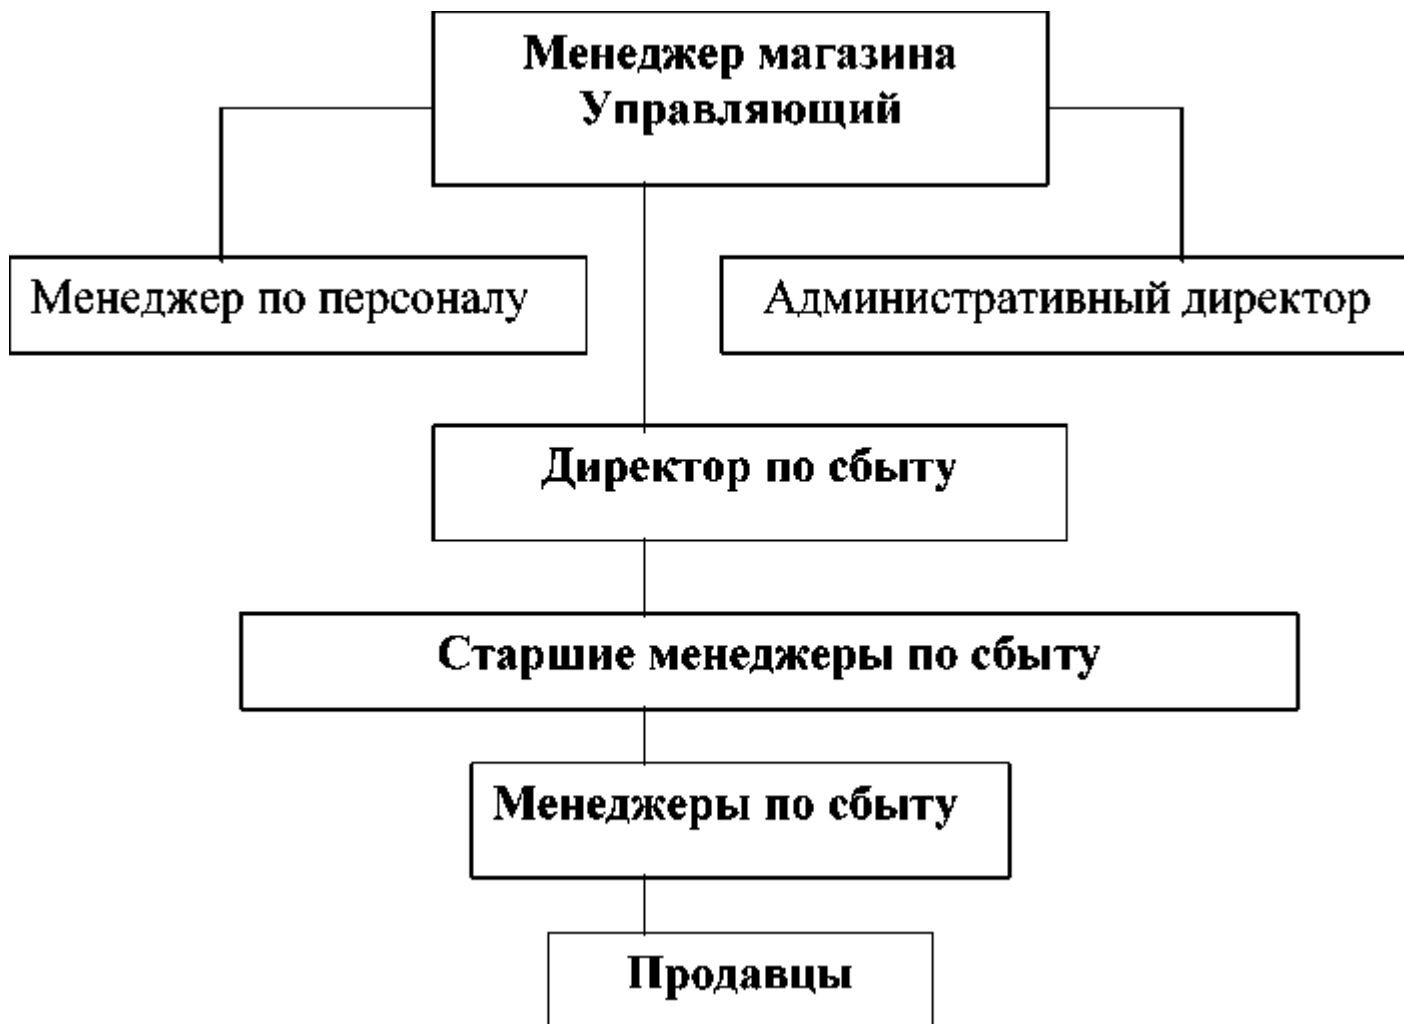 Менеджер магазина
Управляющий
Менеджер по персоналу
Административный директор
Директор по сбыту
Старшие менеджеры по сбыту
Менеджеры по сбыту
Продавцы